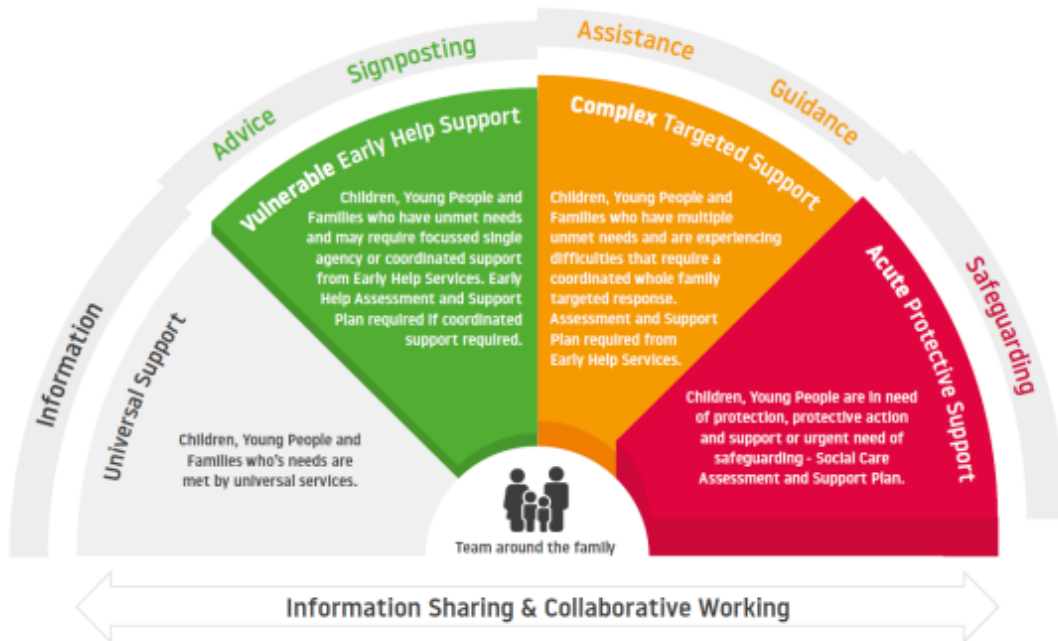 Information
Advice
Signposting
Assistance
Guidance
Safeguarding
Universal Support
Children, Young People and
Families who's needs are
met by universal services.
Vulnerable Early Help Support
Children, Young People and
Families who have unmet needs
and may require focussed single
agency or coordinated support
from Early Help Services. Early
Help Assessment and Support
Plan required if coordinated
support required.
Complex Targeted Support
Children, Young People and
Families who have multiple
unmet needs and are experiencing
difficulties that require a
coordinated whole family
targeted response.
Assessment and Support
Plan required from
Early Help Services.
Acute Protective Support
Children, Young People are in need
of protection, protective action
and support or urgent need of
safeguarding - Social Care
Assessment and Support Plan.
Team around the family
Information Sharing & Collaborative Working